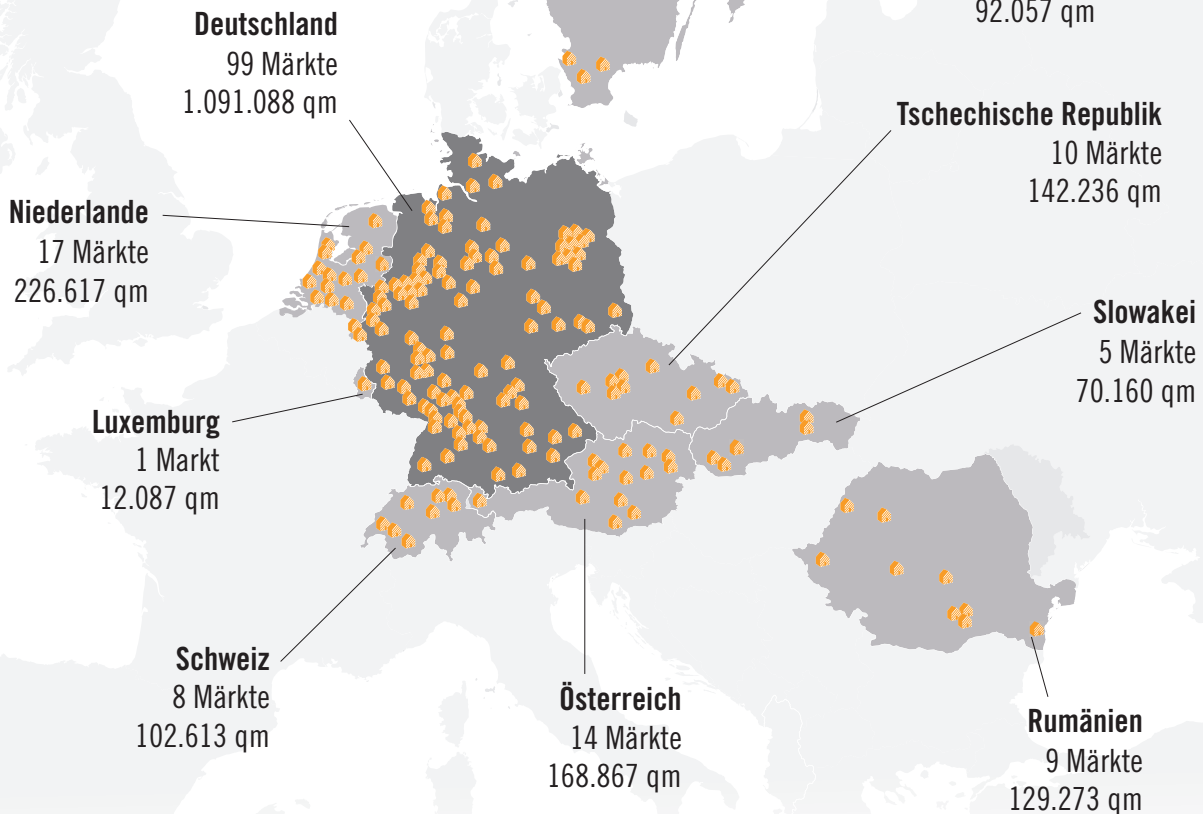 92.057 qm
Deutschland
99 Märkte
1.091.088 qm
Tschechische Republik
10 Märkte
142.236 qm
Niederlande
17 Märkte
226.617 qm
Slowakei
5 Märkte
70.160 qm
Luxemburg
1 Markt
12.087 qm
Schweiz
8 Märkte
102.613 qm
Österreich
14 Märkte
168.867 qm
Rumänien
9 Märkte
129.273 qm